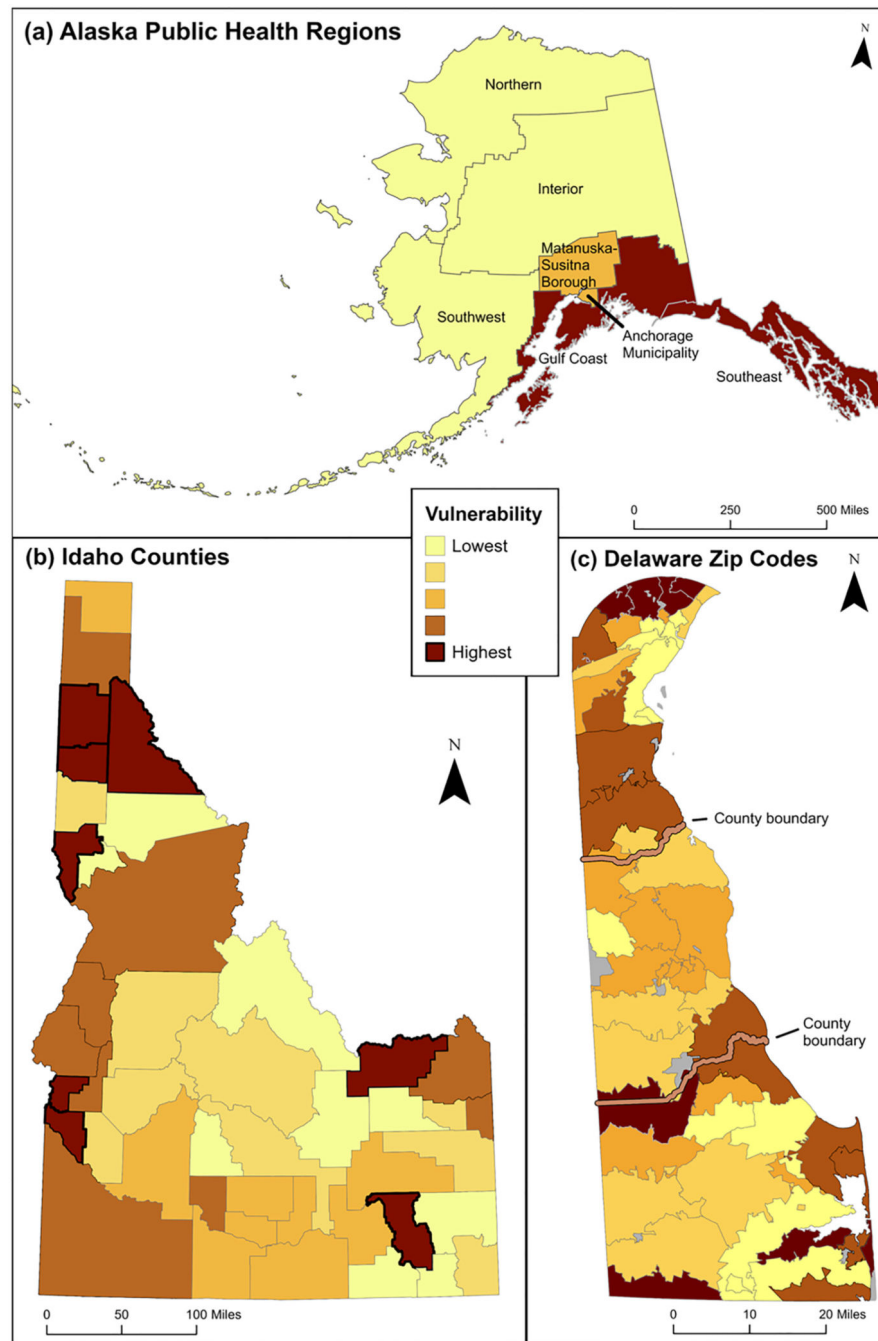 (a) Alaska Public Health Regions
N
Northern
Interior
Matanuska-
Susitna
Borough
Southwest
Anchorage
Municipality
Gulf Coast
Southeast
0 250 500 Miles
Vulnerability
Lowest
Highest
(b) Idaho Counties
N
0 50 100 Miles
(c) Delaware Zip Codes
N
County boundary
County
boundary
0 10 20 Miles